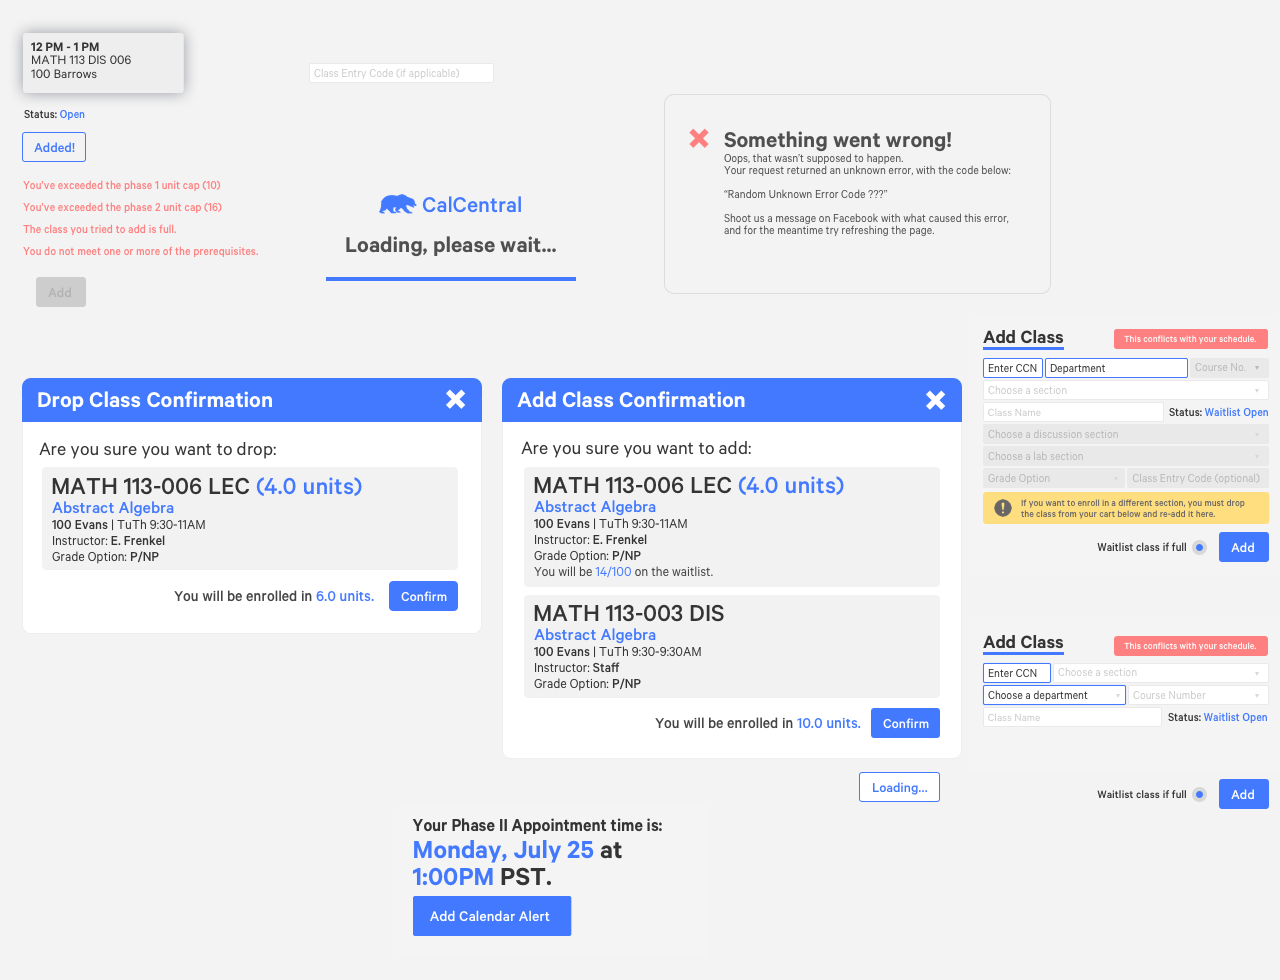 12 PM - 1 PM
MATH 113 DIS 006
100 Barrows
Status: Open
Added!
You've exceeded the phase 1 unit cap (10)
You've exceeded the phase 2 unit cap (16)
The class you tried to add is full.
You do not meet one or more of the prerequisites.
Add
Class Entry Code (if applicable)
CalCentral
Loading, please wait...
Something went wrong!
Oops, that wasn't supposed to happen.
Your request returned an unknown error, with the code below:
“Random Unknown Error Code ???”
Shoot us a message on Facebook with what caused this error,
and for the meantime try refreshing the page.
Drop Class Confirmation
Are you sure you want to drop:
MATH 113-006 LEC (4.0 units)
Abstract Algebra
100 Evans | TuTh 9:30-11AM
Instructor: E. Frenkel
Grade Option: P/NP
You will be enrolled in 6.0 units.
Confirm
Add Class Confirmation
Are you sure you want to add:
MATH 113-006 LEC (4.0 units)
Abstract Algebra
100 Evans | TuTh 9:30-11AM
Instructor: E. Frenkel
Grade Option: P/NP
You will be 14/100 on the waitlist.
MATH 113-003 DIS
Abstract Algebra
100 Evans | TuTh 9:30-9:30AM
Instructor: Staff
Grade Option: P/NP
You will be enrolled in 10.0 units.
Confirm
Loading...
Add Class
This conflicts with your schedule.
Enter CCN
Department
Course No.
Choose a section
Class Name
Status: Waitlist Open
Choose a discussion section
Choose a lab section
Grade Option
Class Entry Code (optional)
If you want to enroll in a different section, you must drop
the class from your cart below and re-add it here.
Waitlist class if full
Add
Add Class
This conflicts with your schedule.
Enter CCN
Choose a section
Choose a department
Course Number
Class Name
Status: Waitlist Open
Waitlist class if full
Add
Your Phase II Appointment time is:
Monday, July 25 at
1:00PM PST.
Add Calendar Alert